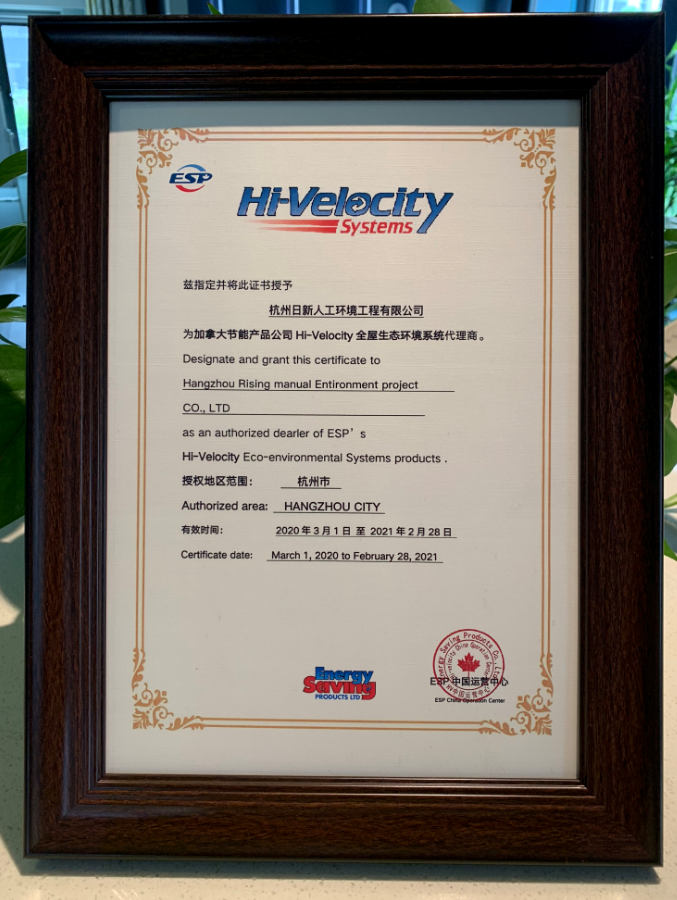 ESP
Hi-Velocity
Systems
兹指定并将此证书授予
杭州日新人工环境工程有限公司
为加拿大节能产品公司 Hi-Velocity 全屋生态环境系统代理商。
Designate and grant this certificate to
Hangzhou Rising manual Entironment project
CO., LTD
as an authorized dearler of ESP’s
Hi-Velocity Eco-environmental Systems products .
授权地区范围： 杭州市
Authorized area: HANGZHOU CITY
有效时间： 2020 年 3 月 1 日 至 2021 年 2 月 28 日
Certificate date: March 1, 2020 to February 28, 2021
Energy Saving Products Co. Ltd
Energy
Saving
PRODUCTS LTD
ESP 中国运营中心
ESP China Operation Center